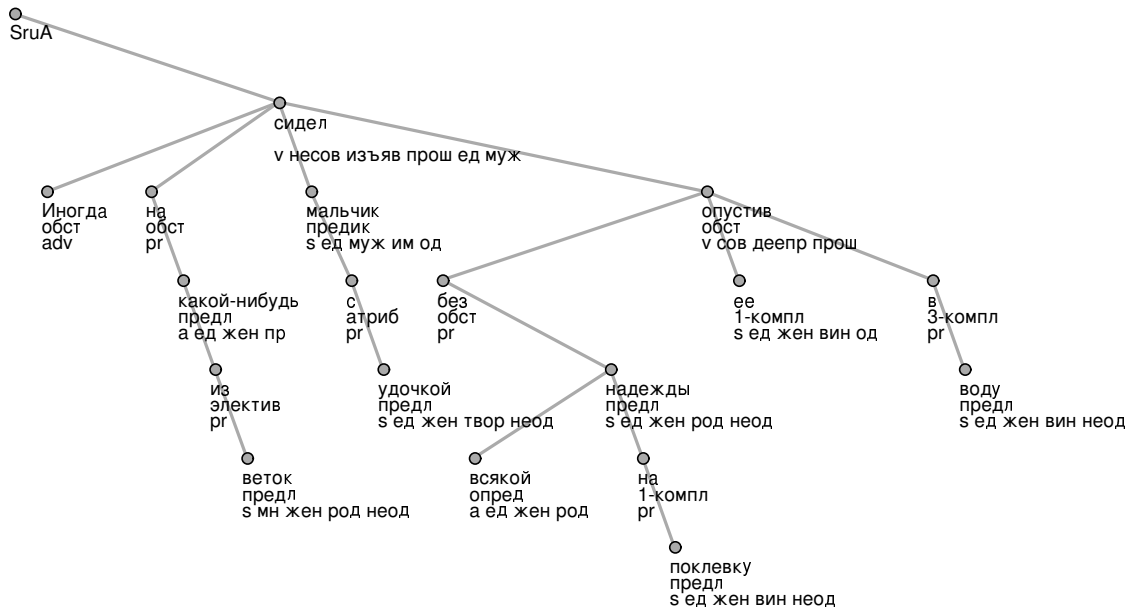 SruA
сидел
v несов изъяв прош ед муж
Иногда
обст
adv
на
обст
pr
мальчик
предик
s ед муж им од
опустив
обст
v сов деепр прош
какой-нибудь
предл
a ед жен пр
с
атриб
pr
без
обст
pr
ее
1-компл
s ед жен вин од
в
3-компл
pr
из
электив
pr
удочкой
предл
s ед жен твор неод
надежды
предл
s ед жен род неод
воду
предл
s ед жен вин неод
веток
предл
s мн жен род неод
всякой
опред
a ед жен род
на
1-компл
pr
поклевку
предл
s ед жен вин неод